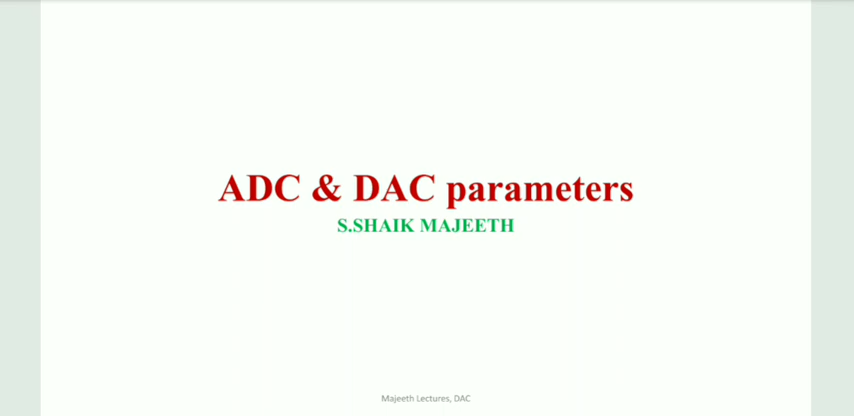 ADC & DAC parameters
S.SHAIK MAJEETH
Majeeth Lectures, DAC